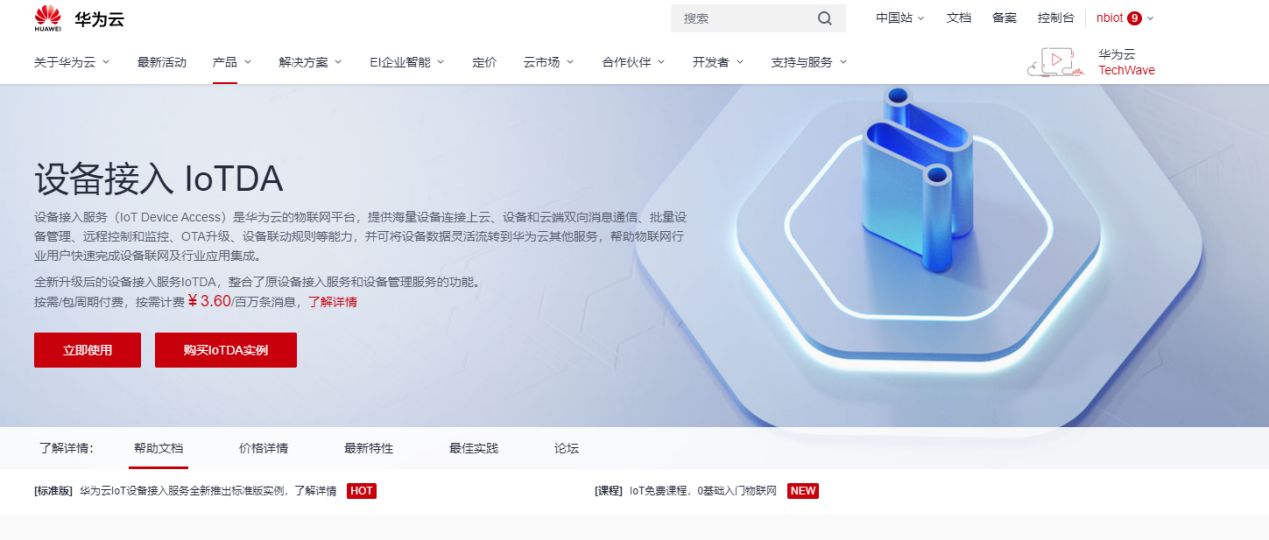 HUAWEI 华为云
搜索
中国站 文档 备案 控制台 nbiot 9
关于华为云 最新活动 产品 解决方案 EI企业智能 定价 云市场 合作伙伴 开发者 支持与服务
华为云
TechWave
设备接入 IoTDA
设备接入服务（IoT Device Access）是华为云的物联网平台，提供海量设备连接上云、设备和云端双向消息通信、批量设
备管理、远程控制和监控、OTA升级、设备联动规则等能力，并可将设备数据灵活流转到华为云其他服务，帮助物联网行
业用户快速完成设备联网及行业应用集成。
全新升级后的设备接入服务IoTDA，整合了原设备接入服务和设备管理服务的功能。
按需/包周期付费，按需计费 ¥ 3.60/百万条消息，了解详情
立即使用 购买IoTDA实例
了解详情： 帮助文档 价格详情 最新特性 最佳实践 论坛
[标准版] 华为云IoT设备接入服务全新推出标准版实例，了解详情 HOT
[课程] IoT免费课程，0基础入门物联网 NEW